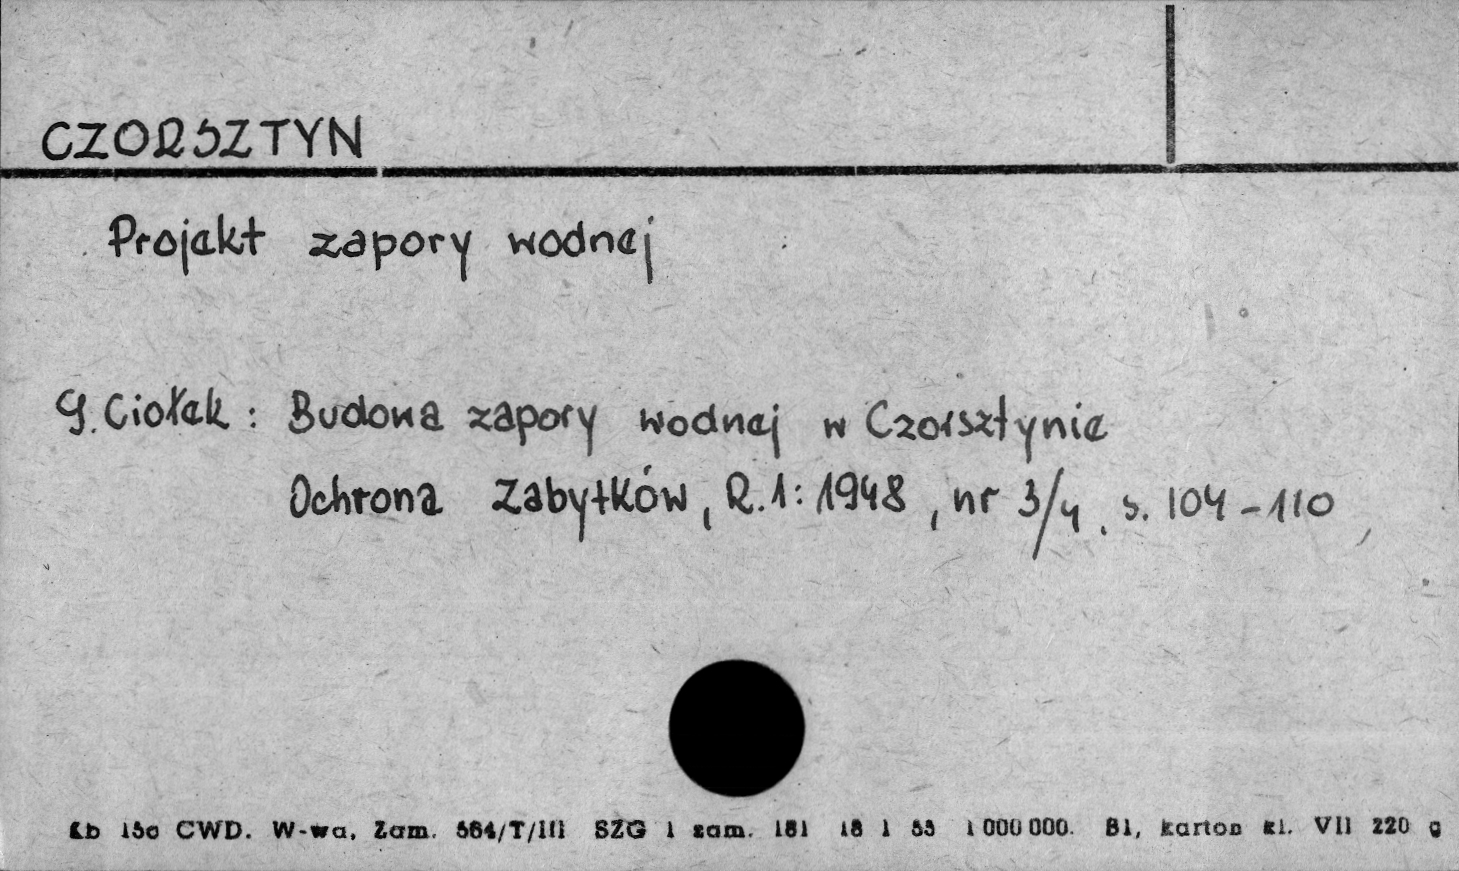 CZORSZTYN
Projekt zapory wodnej
G. Ciołek : Budowa zapory wodnej w Czorsztynie
Ochrona Zabytków, R.1: 1948, nr 3/4, s. 104-110
Lb 15c CWD. W-wa, Zam. 564/T/III SZG 1 zam. 181 18 1 55 1 000 000. B1, karton kl. VII 220 g